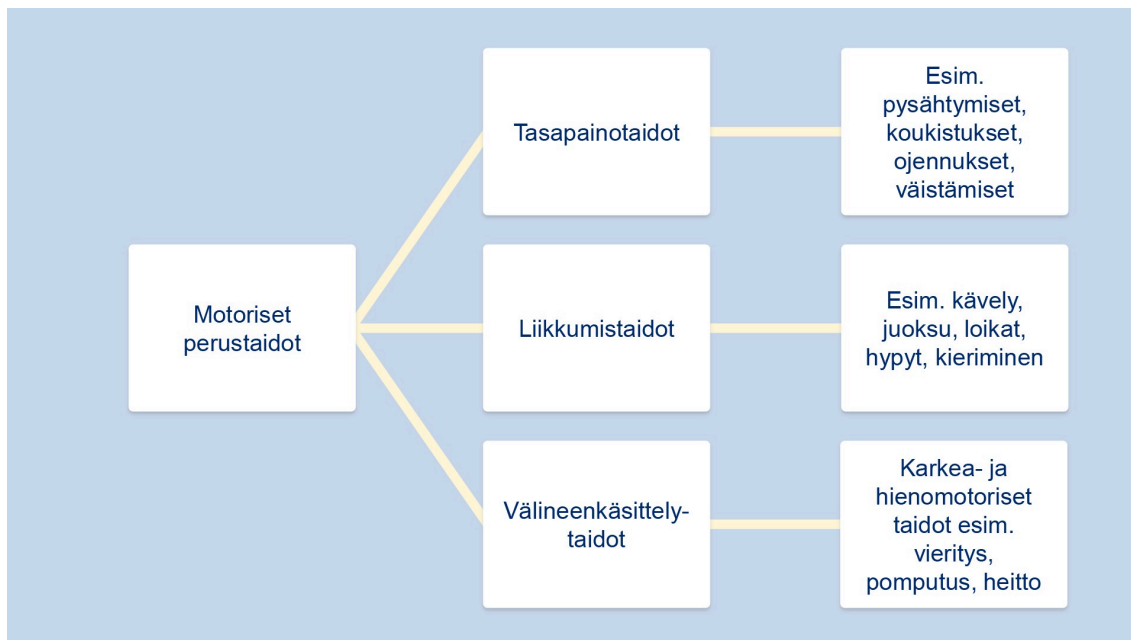 Motoriset
perustaidot
Tasapainotaidot
Esim.
pysähtymiset,
koukistukset,
ojennukset,
väistämiset
Liikkumistaidot
Esim. kävely,
juoksu, loikat,
hypyt, kieriminen
Välineenkäsittely-
taidot
Karkea- ja
hienomotoriset
taidot esim.
vieritys,
pomputus, heitto